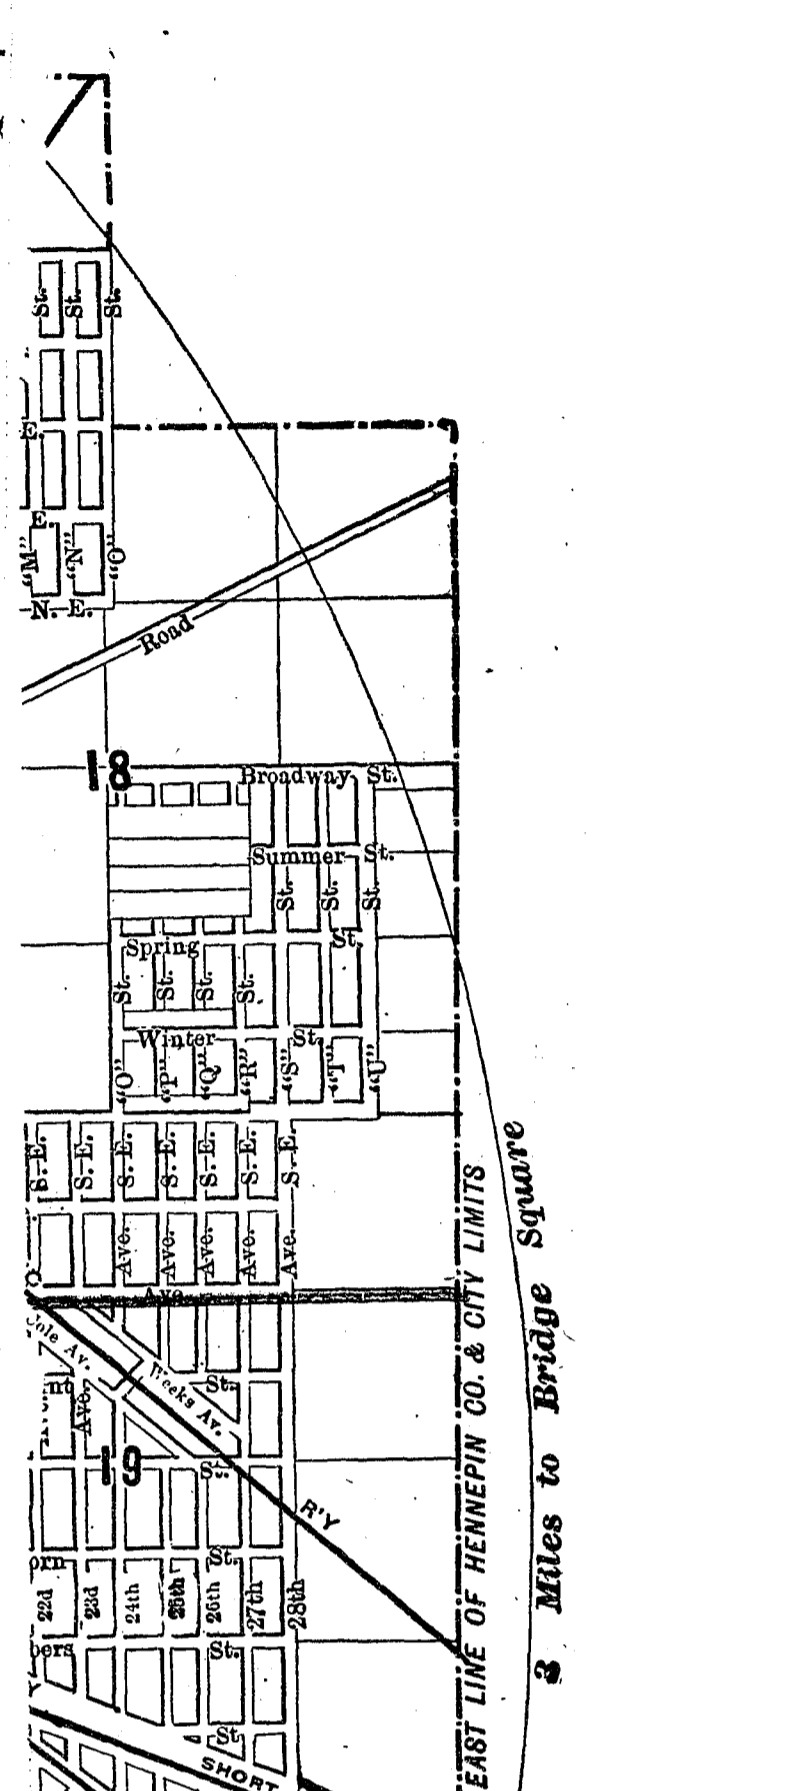 St. St. St.
E.
E.
"M" "N" "O"
N. E.
Road
18
Broadway St.
Summer St.
St. St. St.
Spring St.
St. St. St. St.
Winter St.
"O" "P" "Q" "R" "S" "T" "U"
S. E. S. E. S. E. S. E. S. E. S. E. S. E.
Ave. Ave. Ave. Ave. Ave.
Ave
Cole Av.
Weeks Av.
St.
nt
Ave.
19
St.
R'Y
orn St.
22d 23d 24th 25th 26th 27th 28th
bers St.
St
SHORT
EAST LINE OF HENNEPIN CO. & CITY LIMITS
3 Miles to Bridge Square